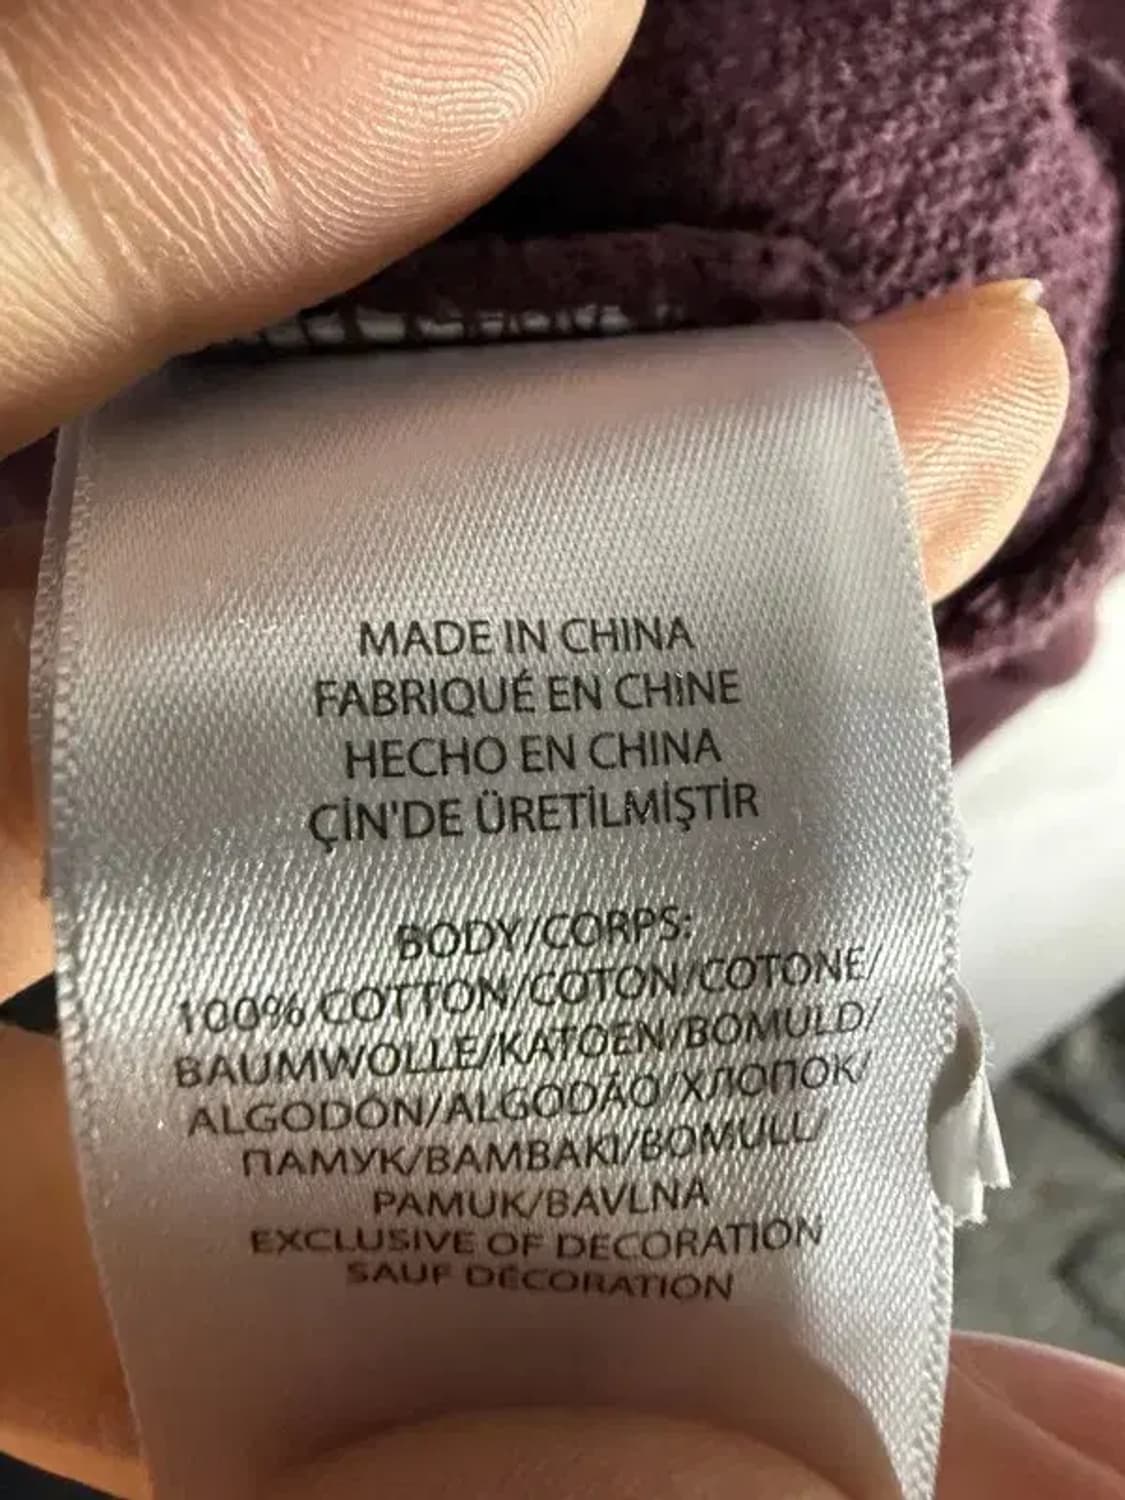 MADE IN CHINA
FABRIQUÉ EN CHINE
HECHO EN CHINA
ÇİN'DE ÜRETİLMİŞTİR
BODY/CORPS:
100% COTTON/COTON/COTONE/
BAUMWOLLE/KATOEN/BOMULD/
ALGODÓN/ALGODÃO/ХЛОПОК/
ПАМУК/ΒΑΜΒΑΚΙ/BOMULL/
PAMUK/BAVLNA
EXCLUSIVE OF DECORATION
SAUF DÉCORATION